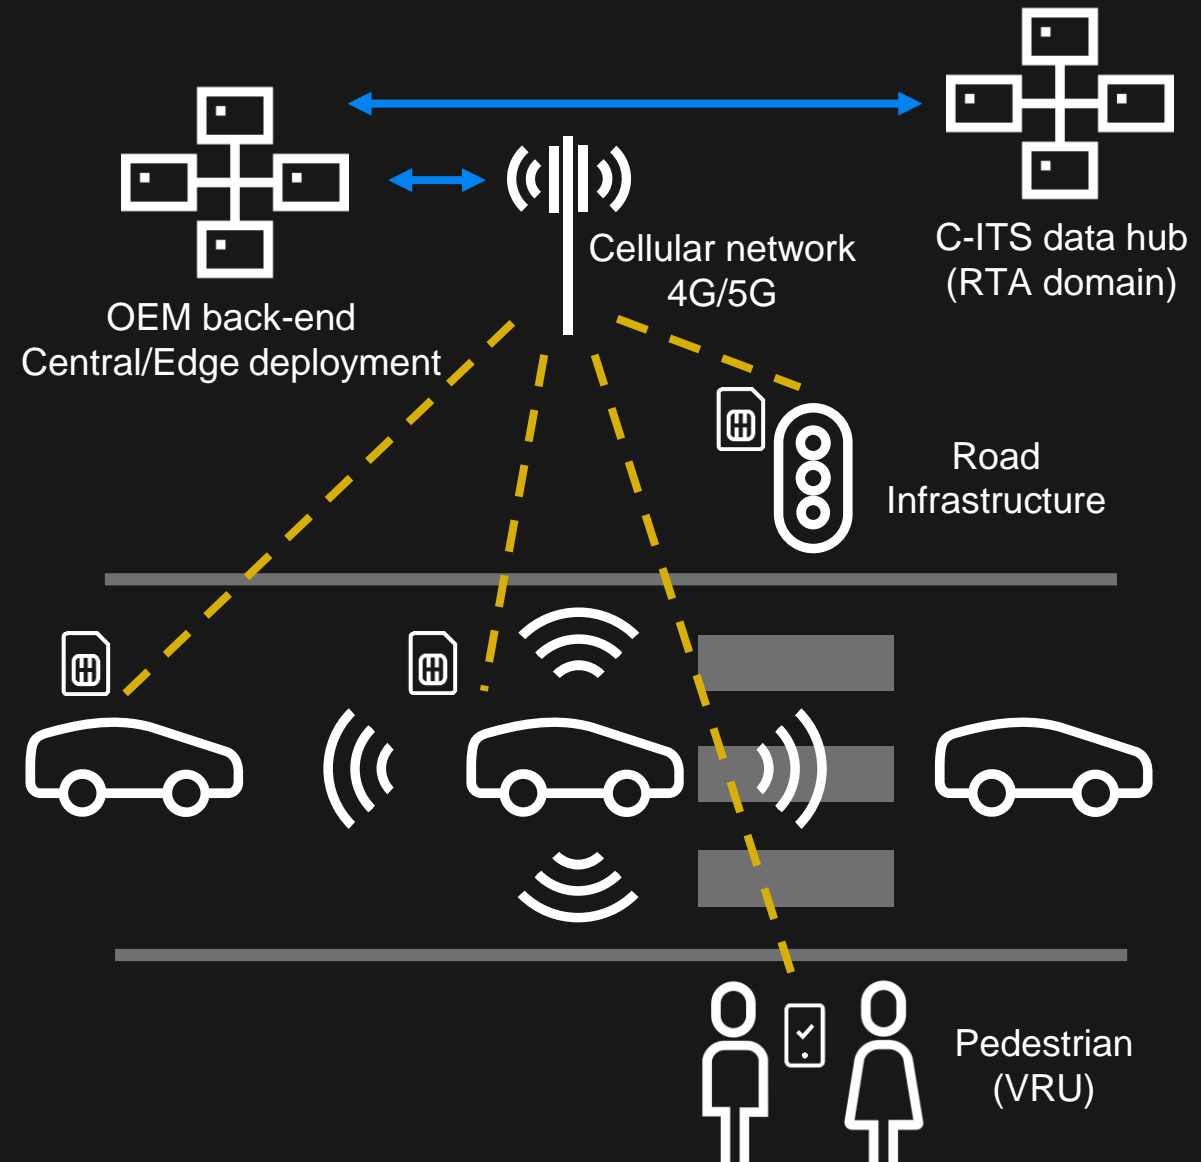 C-ITS data hub
(RTA domain)
Cellular network
4G/5G
OEM back-end
Central/Edge deployment
Road
Infrastructure
Pedestrian
(VRU)